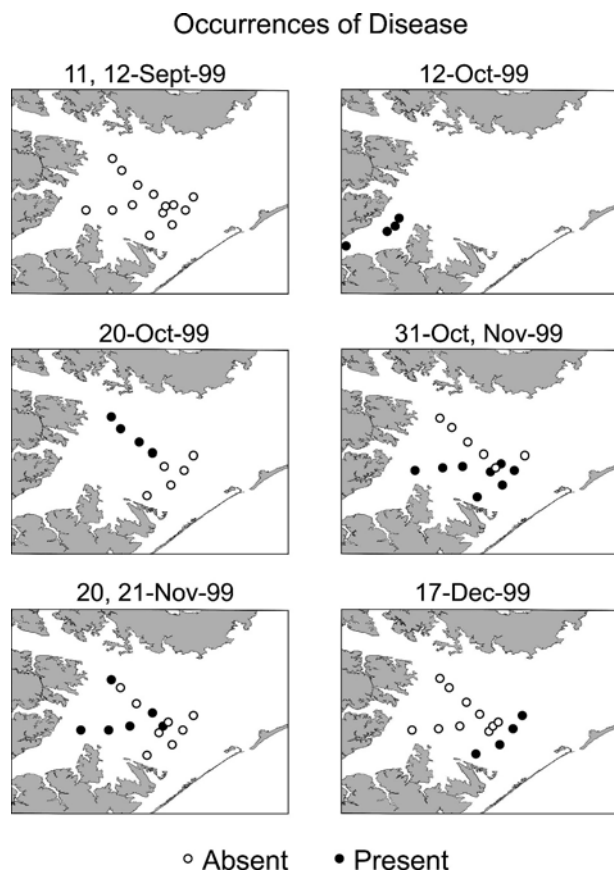 Occurrences of Disease
11, 12-Sept-99
12-Oct-99
20-Oct-99
31-Oct, Nov-99
20, 21-Nov-99
17-Dec-99
Absent
Present